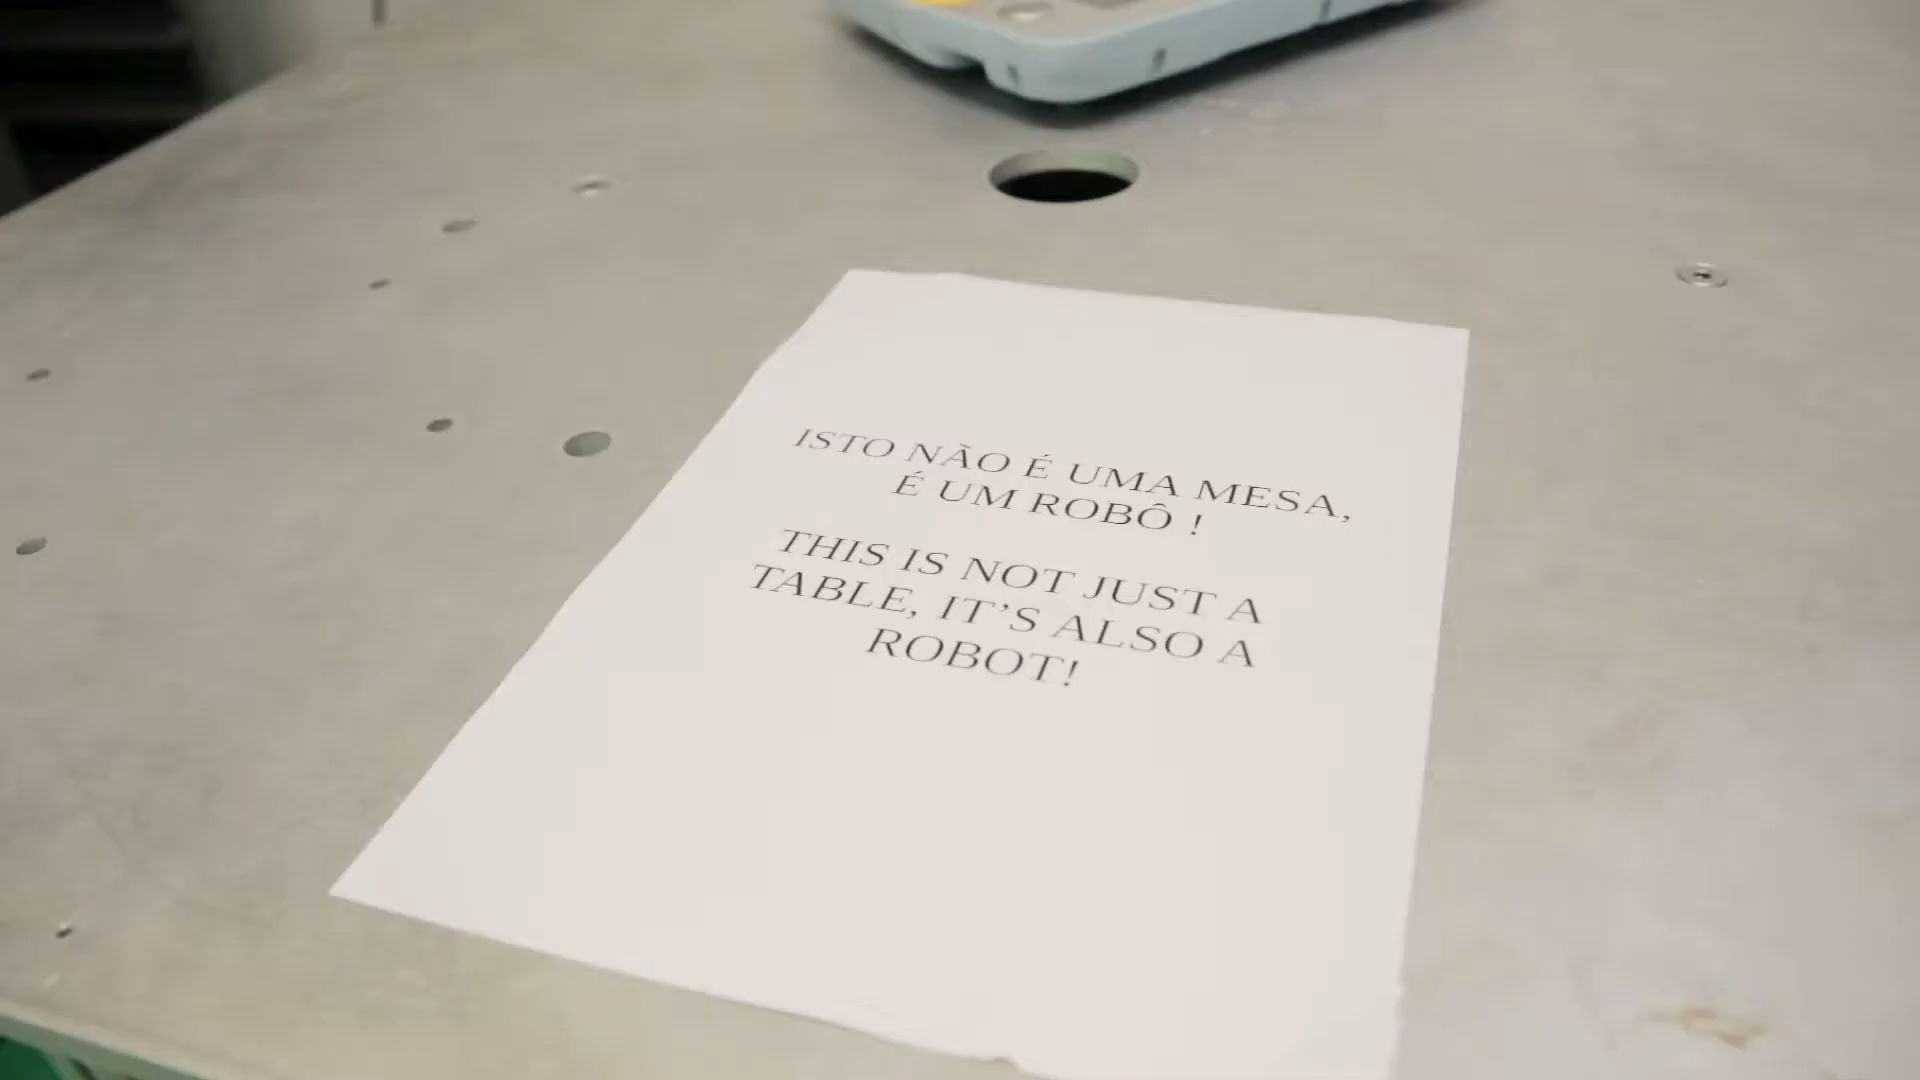 ISTO NÃO É UMA MESA,
É UM ROBÔ !
THIS IS NOT JUST A
TABLE, IT’S ALSO A
ROBOT!